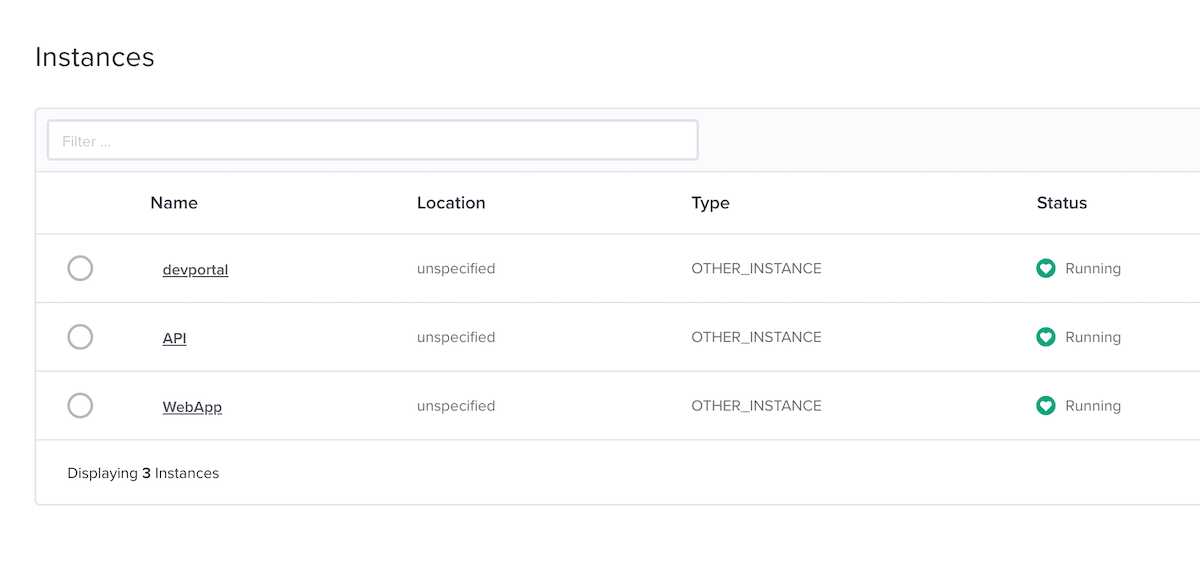 Instances
Filter ...
Name Location Type Status
devportal unspecified OTHER_INSTANCE Running
API unspecified OTHER_INSTANCE Running
WebApp unspecified OTHER_INSTANCE Running
Displaying 3 Instances